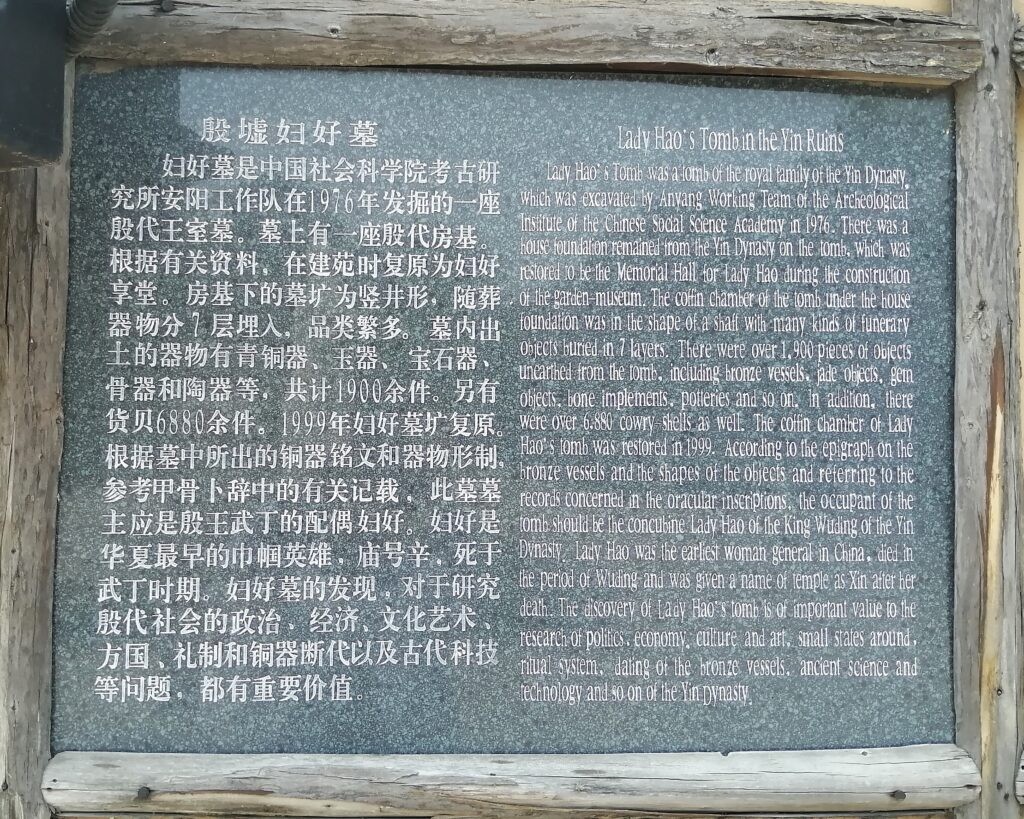 殷墟妇好墓
妇好墓是中国社会科学院考古研
究所安阳工作队在1976年发掘的一座
殷代王室墓。墓上有一座殷代房基。
根据有关资料，在建苑时复原为妇好
享堂。房基下的墓圹为竖井形，随葬
器物分7层埋入，品类繁多。墓内出
土的器物有青铜器、玉器、宝石器、
骨器和陶器等，共计1900余件。另有
货贝6880余件。1999年妇好墓圹复原。
根据墓中所出的铜器铭文和器物形制，
参考甲骨卜辞中的有关记载，此墓墓
主应是殷王武丁的配偶妇好。妇好是
华夏最早的巾帼英雄，庙号辛，死于
武丁时期。妇好墓的发现，对于研究
殷代社会的政治，经济、文化艺术、
方国、礼制和铜器断代以及古代科技
等问题，都有重要价值。
Lady Hao's Tomb in the Yin Ruins
Lady Hao's Tomb was a tomb of the royal family of the Yin Dynasty,
which was excavated by Anyang Working Team of the Archeological
Institute of the Chinese Social Science Academy in 1976. There was a
house foundation remained from the Yin Dynasty on the tomb, which was
restored to be the Memorial Hall for Lady Hao during the construction
of the garden-museum. The coffin chamber of the tomb under the house
foundation was in the shape of a shaft with many kinds of funerary
objects buried in 7 layers. There were over 1,900 pieces of objects
unearthed from the tomb, including bronze vessels, jade objects, gem
objects, bone implements, potteries and so on. In addition, there
were over 6,880 cowry shells as well. The coffin chamber of Lady
Hao's tomb was restored in 1999. According to the epigraph on the
bronze vessels and the shapes of the objects and referring to the
records concerned in the oracular inscriptions, the occupant of the
tomb should be the concubine Lady Hao of the King Wuding of the Yin
Dynasty. Lady Hao was the earliest woman general in China, died in
the period of Wuding and was given a name of temple as Xin after her
death. The discovery of Lady Hao's tomb is of important value to the
research of politics, economy, culture and art, small states around,
ritual system, dating of the bronze vessels, ancient science and
technology and so on of the Yin Dynasty.